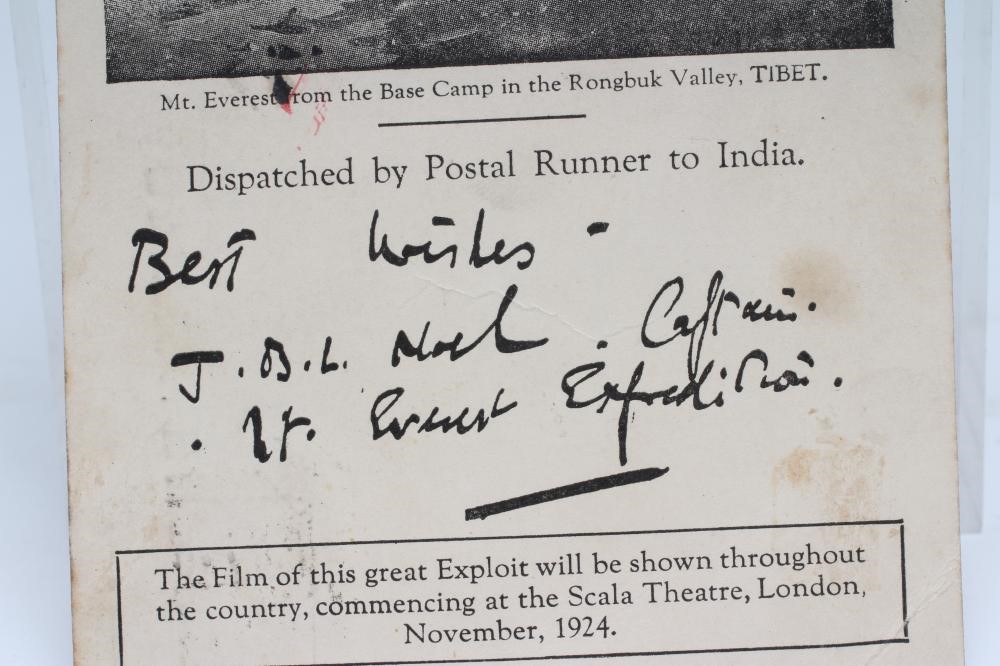 Mt. Everest from the Base Camp in the Rongbuk Valley, TIBET.
Dispatched by Postal Runner to India.
Best Wishes -
J.B.L. Noel. Captain.
. Mt. Everest Expedition.
The Film of this great Exploit will be shown throughout
the country, commencing at the Scala Theatre, London,
November, 1924.